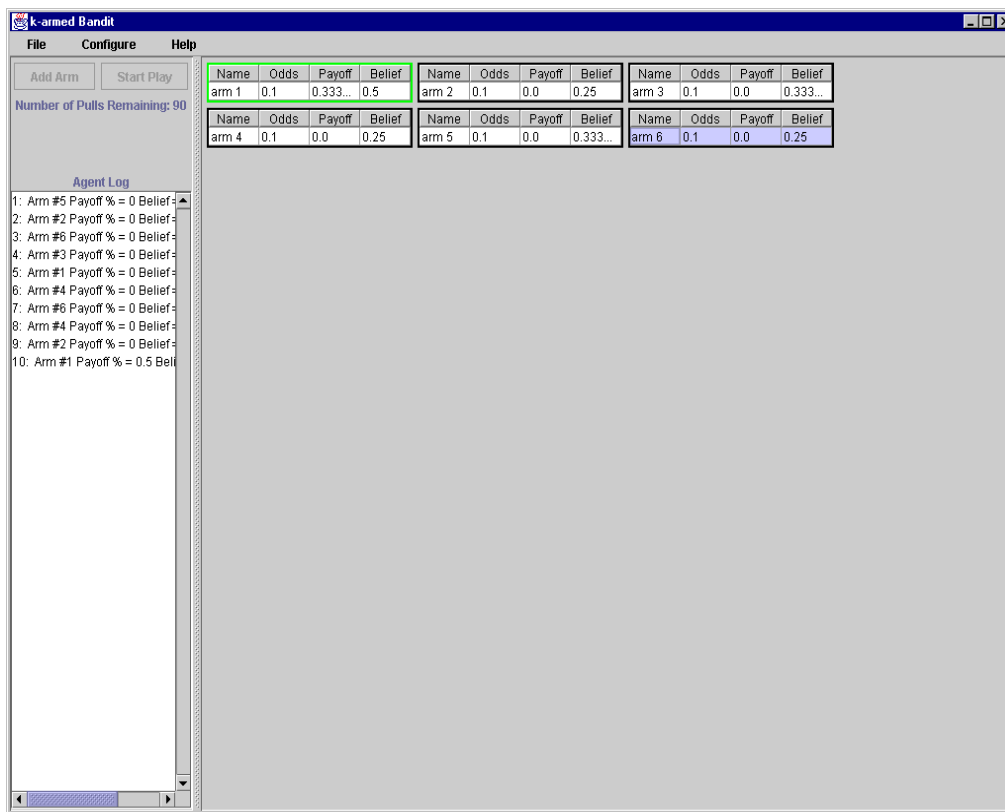 k-armed Bandit
File Configure Help
Add Arm Start Play
Number of Pulls Remaining: 90
Agent Log
1: Arm #5 Payoff % = 0 Belief=
2: Arm #2 Payoff % = 0 Belief=
3: Arm #6 Payoff % = 0 Belief=
4: Arm #3 Payoff % = 0 Belief=
5: Arm #1 Payoff % = 0 Belief=
6: Arm #4 Payoff % = 0 Belief=
7: Arm #6 Payoff % = 0 Belief=
8: Arm #4 Payoff % = 0 Belief=
9: Arm #2 Payoff % = 0 Belief=
10: Arm #1 Payoff % = 0.5 Beli
Name Odds Payoff Belief Name Odds Payoff Belief Name Odds Payoff Belief
arm 1 0.1 0.333... 0.5 arm 2 0.1 0.0 0.25 arm 3 0.1 0.0 0.333...
Name Odds Payoff Belief Name Odds Payoff Belief Name Odds Payoff Belief
arm 4 0.1 0.0 0.25 arm 5 0.1 0.0 0.333... arm 6 0.1 0.0 0.25